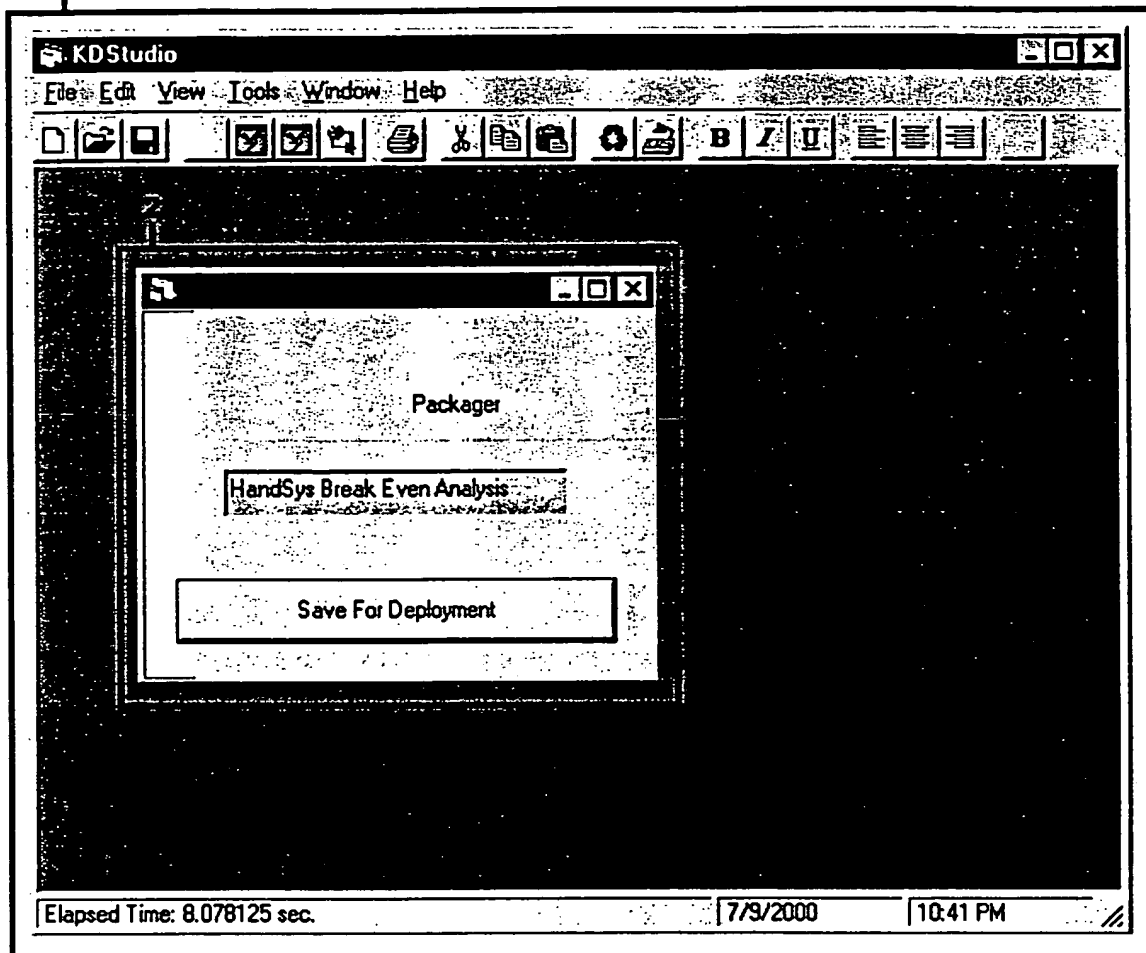 KDStudio
File Edit View Tools Window Help
B I U
2
Packager
HandSys Break Even Analysis
Save For Deployment
Elapsed Time: 8.078125 sec. 7/9/2000 10:41 PM